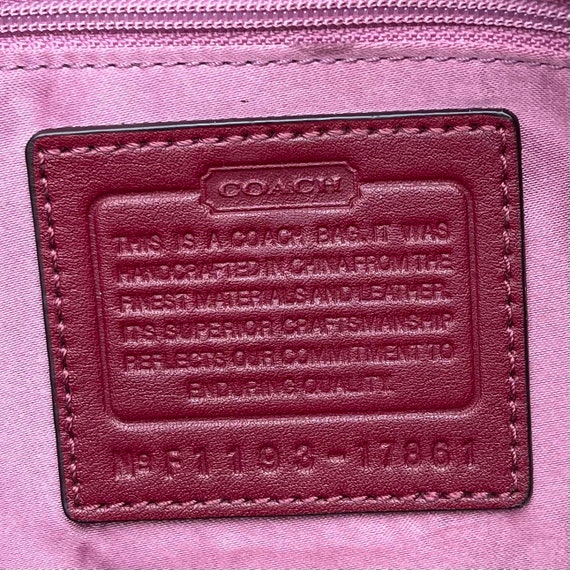 COACH
THIS IS A COACH BAG. IT WAS
HANDCRAFTED IN CHINA FROM THE
FINEST MATERIALS AND LEATHER.
ITS SUPERIOR CRAFTSMANSHIP
REFLECTS OUR COMMITMENT TO
ENDURING QUALITY.
No F1193-17861